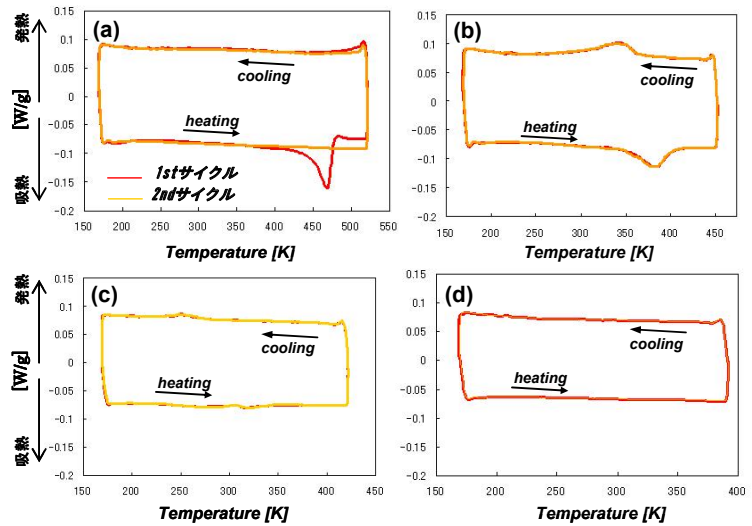 (a)
発熱
[W/g]
吸熱
0.15
0.1
0.05
0
-0.05
-0.1
-0.15
-0.2
cooling
heating
1stサイクル
2ndサイクル
150 200 250 300 350 400 450 500 550
Temperature [K]
(b)
0.15
0.1
0.05
0
-0.05
-0.1
-0.15
-0.2
cooling
heating
150 200 250 300 350 400 450
Temperature [K]
(c)
発熱
[W/g]
吸熱
0.15
0.1
0.05
0
-0.05
-0.1
-0.15
-0.2
cooling
heating
150 200 250 300 350 400 450
Temperature [K]
(d)
0.15
0.1
0.05
0
-0.05
-0.1
-0.15
-0.2
cooling
heating
150 200 250 300 350 400
Temperature [K]